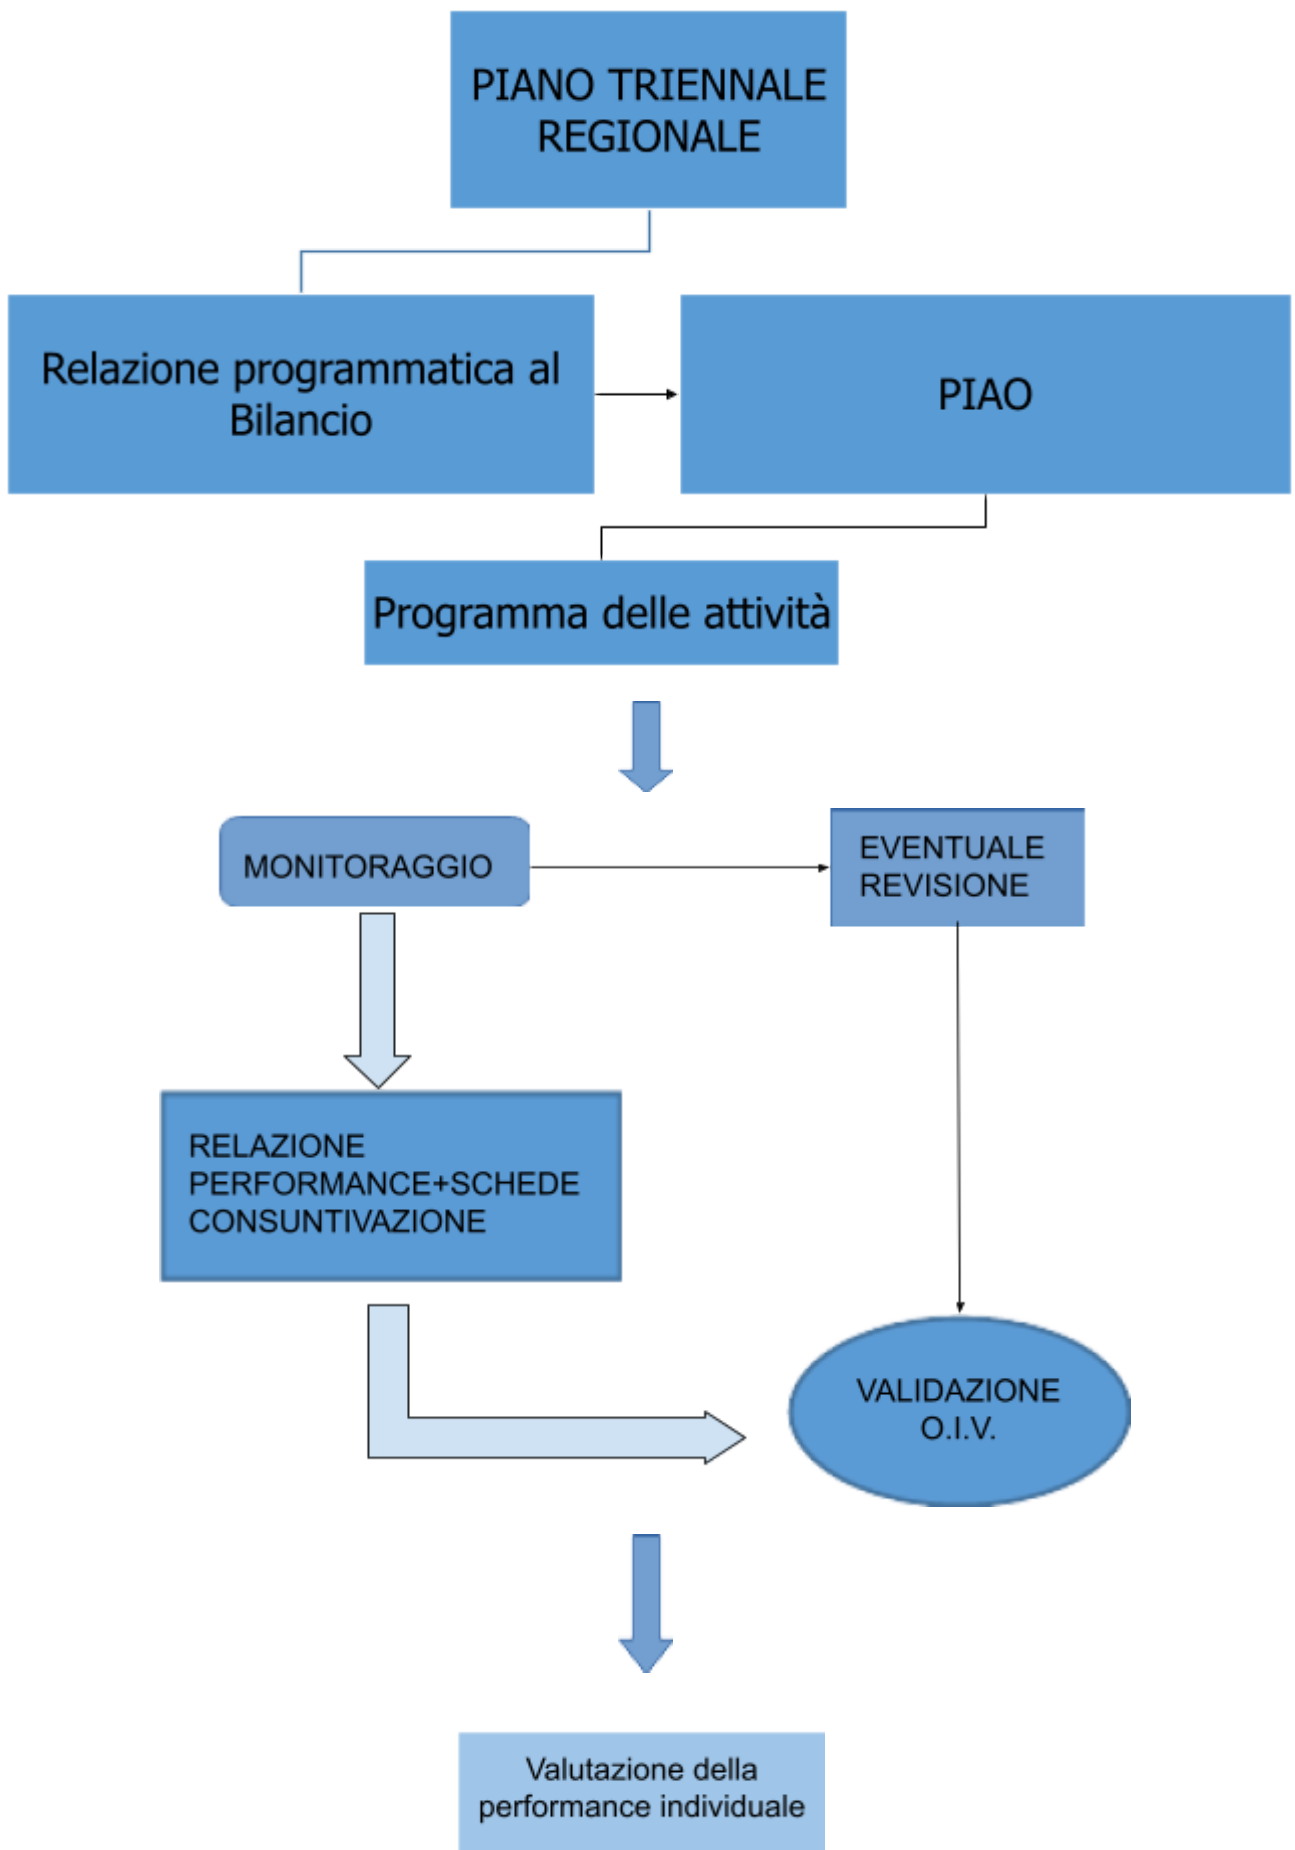 PIANO TRIENNALE
REGIONALE
Relazione programmatica al
Bilancio
PIAO
Programma delle attività
MONITORAGGIO
EVENTUALE
REVISIONE
RELAZIONE
PERFORMANCE+SCHEDE
CONSUNTIVAZIONE
VALIDAZIONE
O.I.V.
Valutazione della
performance individuale